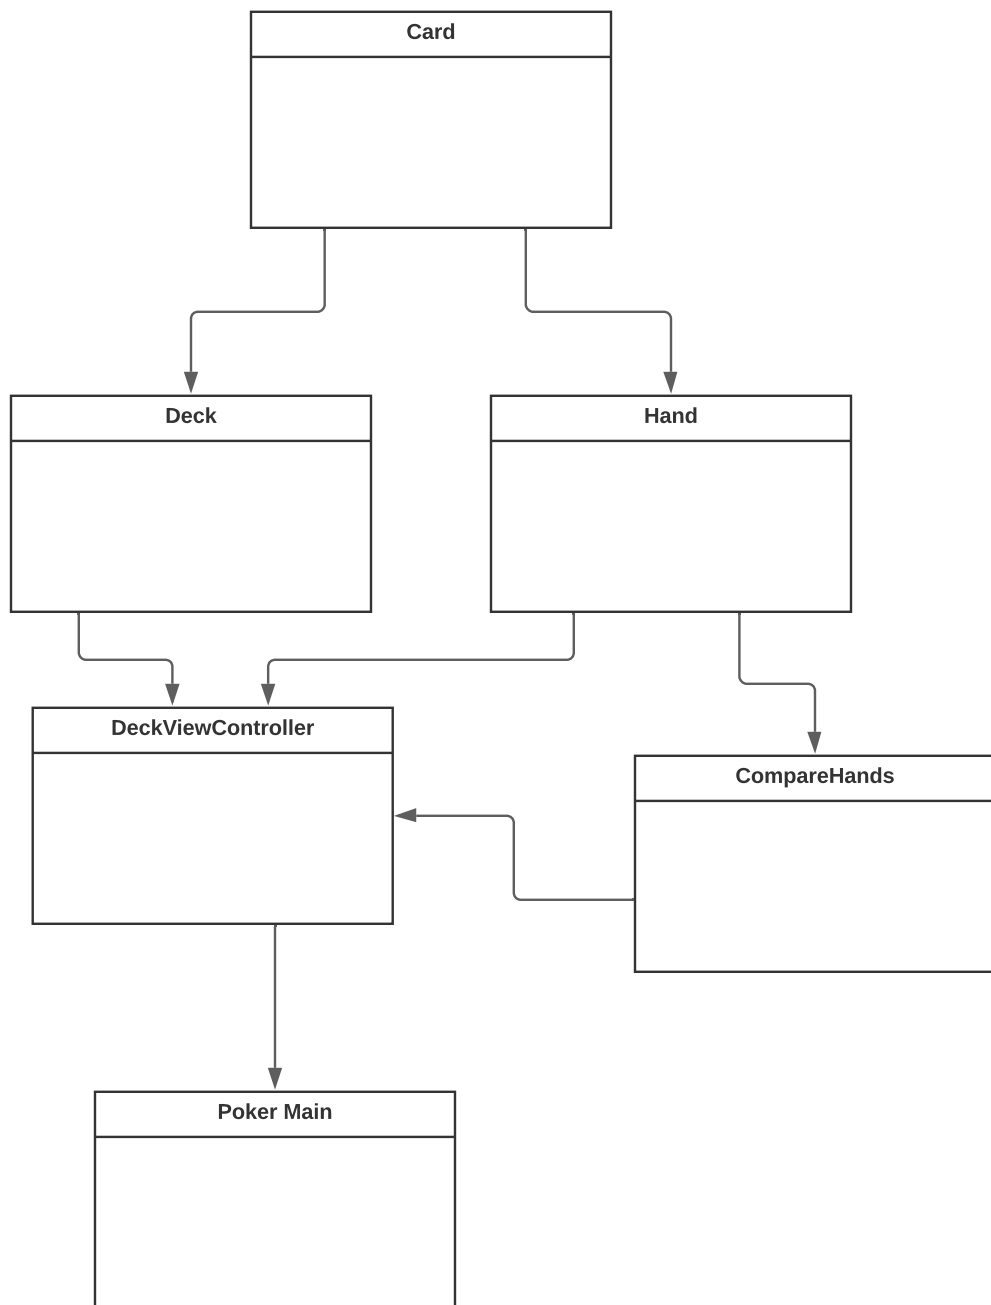 Card
Deck
Hand
DeckViewController
CompareHands
Poker Main